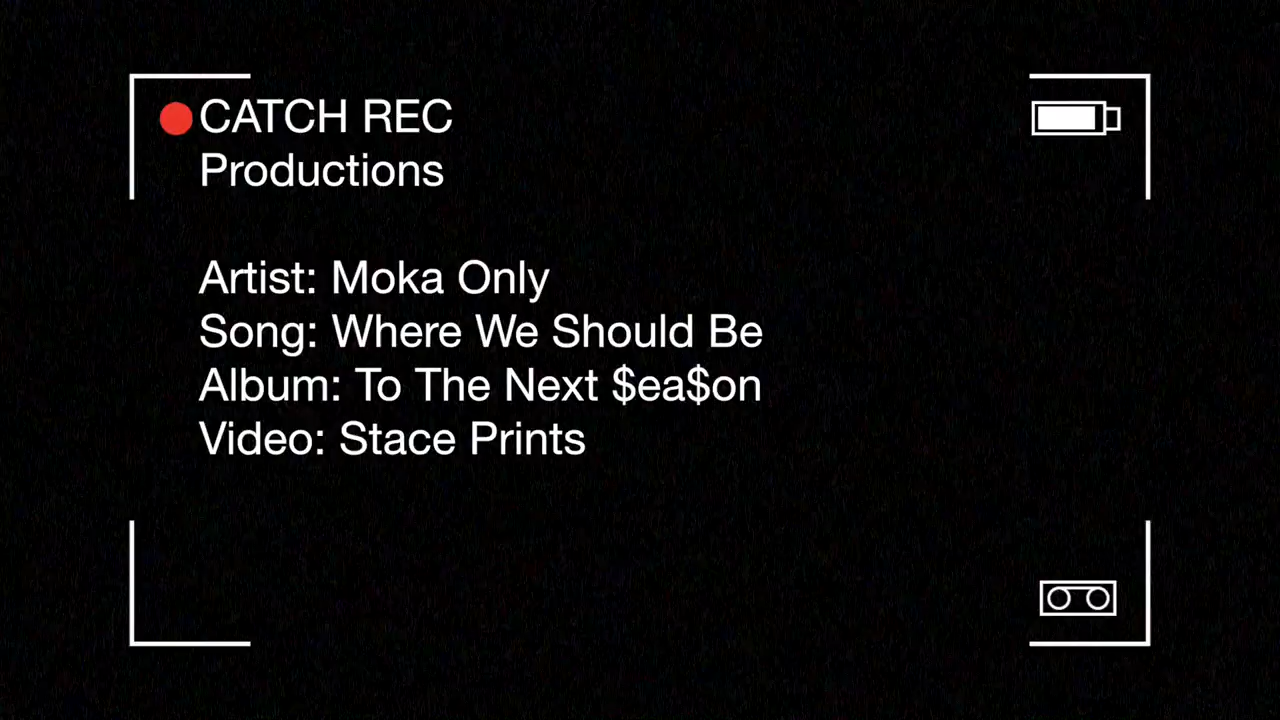 CATCH REC
Productions
Artist: Moka Only
Song: Where We Should Be
Album: To The Next $ea$on
Video: Stace Prints